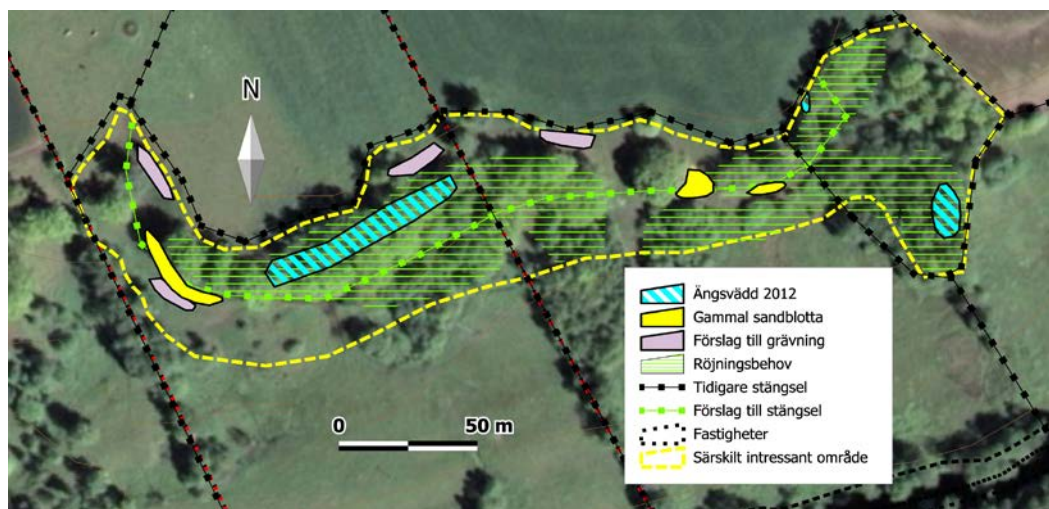 N
0
50 m
Ängsvädd 2012
Gammal sandblotta
Förslag till grävning
Röjningsbehov
Tidigare stängsel
Förslag till stängsel
Fastigheter
Särskilt intressant område